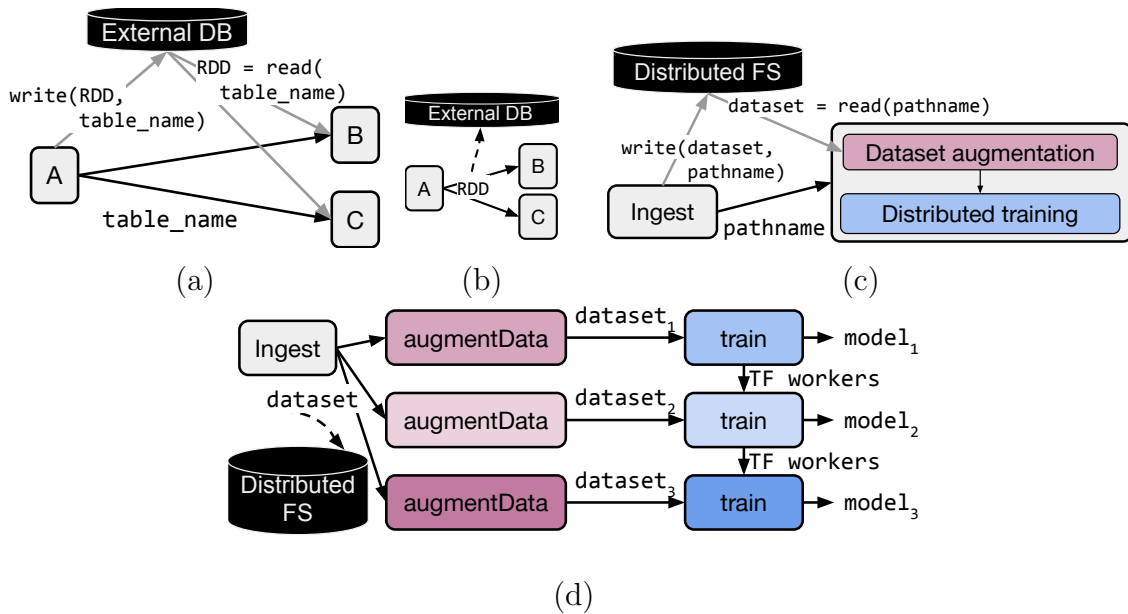 External DB
RDD = read(
table_name)
write(RDD,
table_name)
A
B
C
table_name
(a)
External DB
A
RDD
B
C
(b)
Distributed FS
dataset = read(pathname)
write(dataset,
pathname)
Ingest
pathname
Dataset augmentation
Distributed training
(c)
Ingest
dataset
Distributed
FS
augmentData
dataset₁
train
model₁
TF workers
augmentData
dataset₂
train
model₂
TF workers
augmentData
dataset₃
train
model₃
(d)